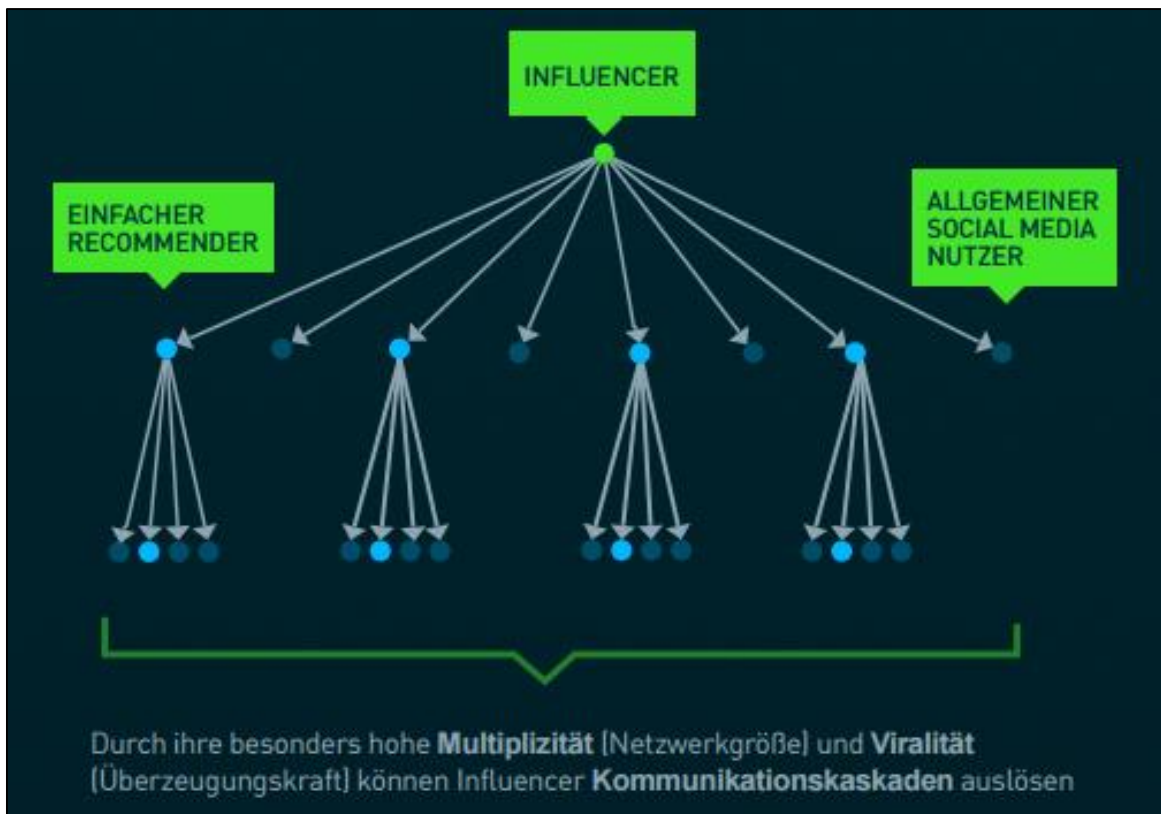 INFLUENCER
EINFACHER
RECOMMENDER
ALLGEMEINER
SOCIAL MEDIA
NUTZER
Durch ihre besonders hohe Multiplizität (Netzwerkgröße) und Viralität
(Überzeugungskraft) können Influencer Kommunikationskaskaden auslösen